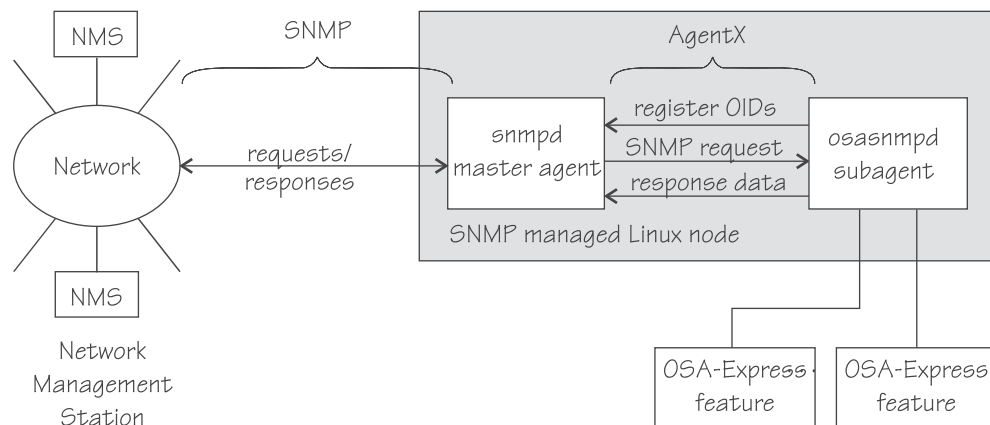 NMS
SNMP
AgentX
Network
requests/
responses
snmpd
master agent
register OIDs
SNMP request
response data
osasnmpd
subagent
SNMP managed Linux node
NMS
Network
Management
Station
OSA-Express
feature
OSA-Express
feature